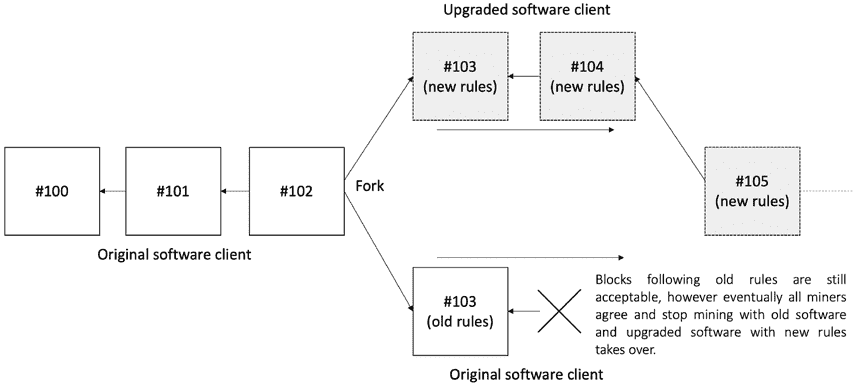 Upgraded software client
#103
(new rules)
#104
(new rules)
#100
#101
#102
Fork
#105
(new rules)
Original software client
#103
(old rules)
Blocks following old rules are still
acceptable, however eventually all miners
agree and stop mining with old software
and upgraded software with new rules
takes over.
Original software client